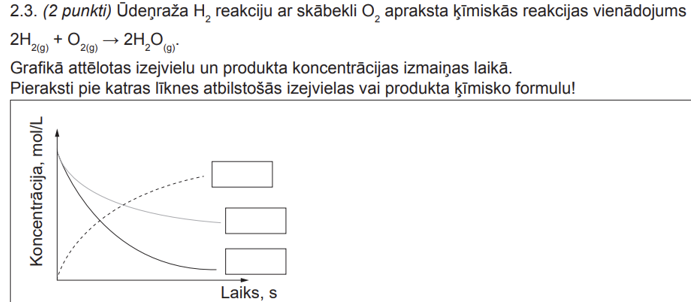 2.3. (2 punkti) Ūdeņraža H₂ reakciju ar skābekli O₂ apraksta ķīmiskās reakcijas vienādojums
2H₂₍g₎ + O₂₍g₎ → 2H₂O₍g₎.
Grafikā attēlotas izejvielu un produkta koncentrācijas izmaiņas laikā.
Pieraksti pie katras līknes atbilstošās izejvielas vai produkta ķīmisko formulu!
Koncentrācija, mol/L
Laiks, s